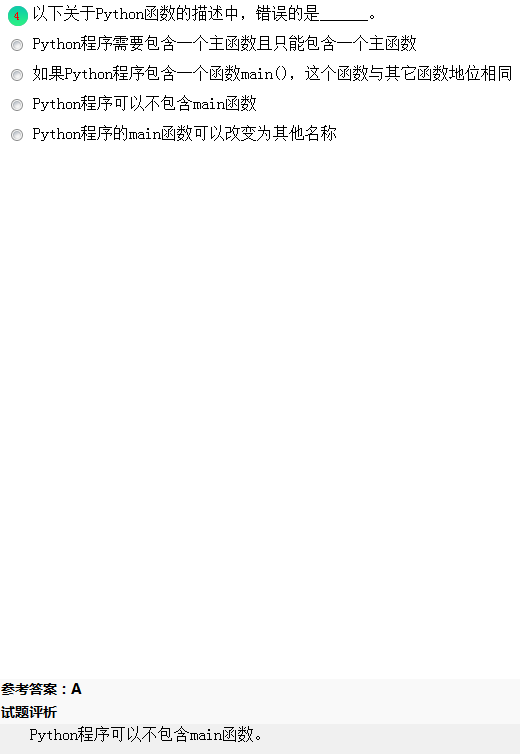 4 以下关于Python函数的描述中，错误的是______。
Python程序需要包含一个主函数且只能包含一个主函数
如果Python程序包含一个函数main()，这个函数与其它函数地位相同
Python程序可以不包含main函数
Python程序的main函数可以改变为其他名称
参考答案：A
试题评析
Python程序可以不包含main函数。